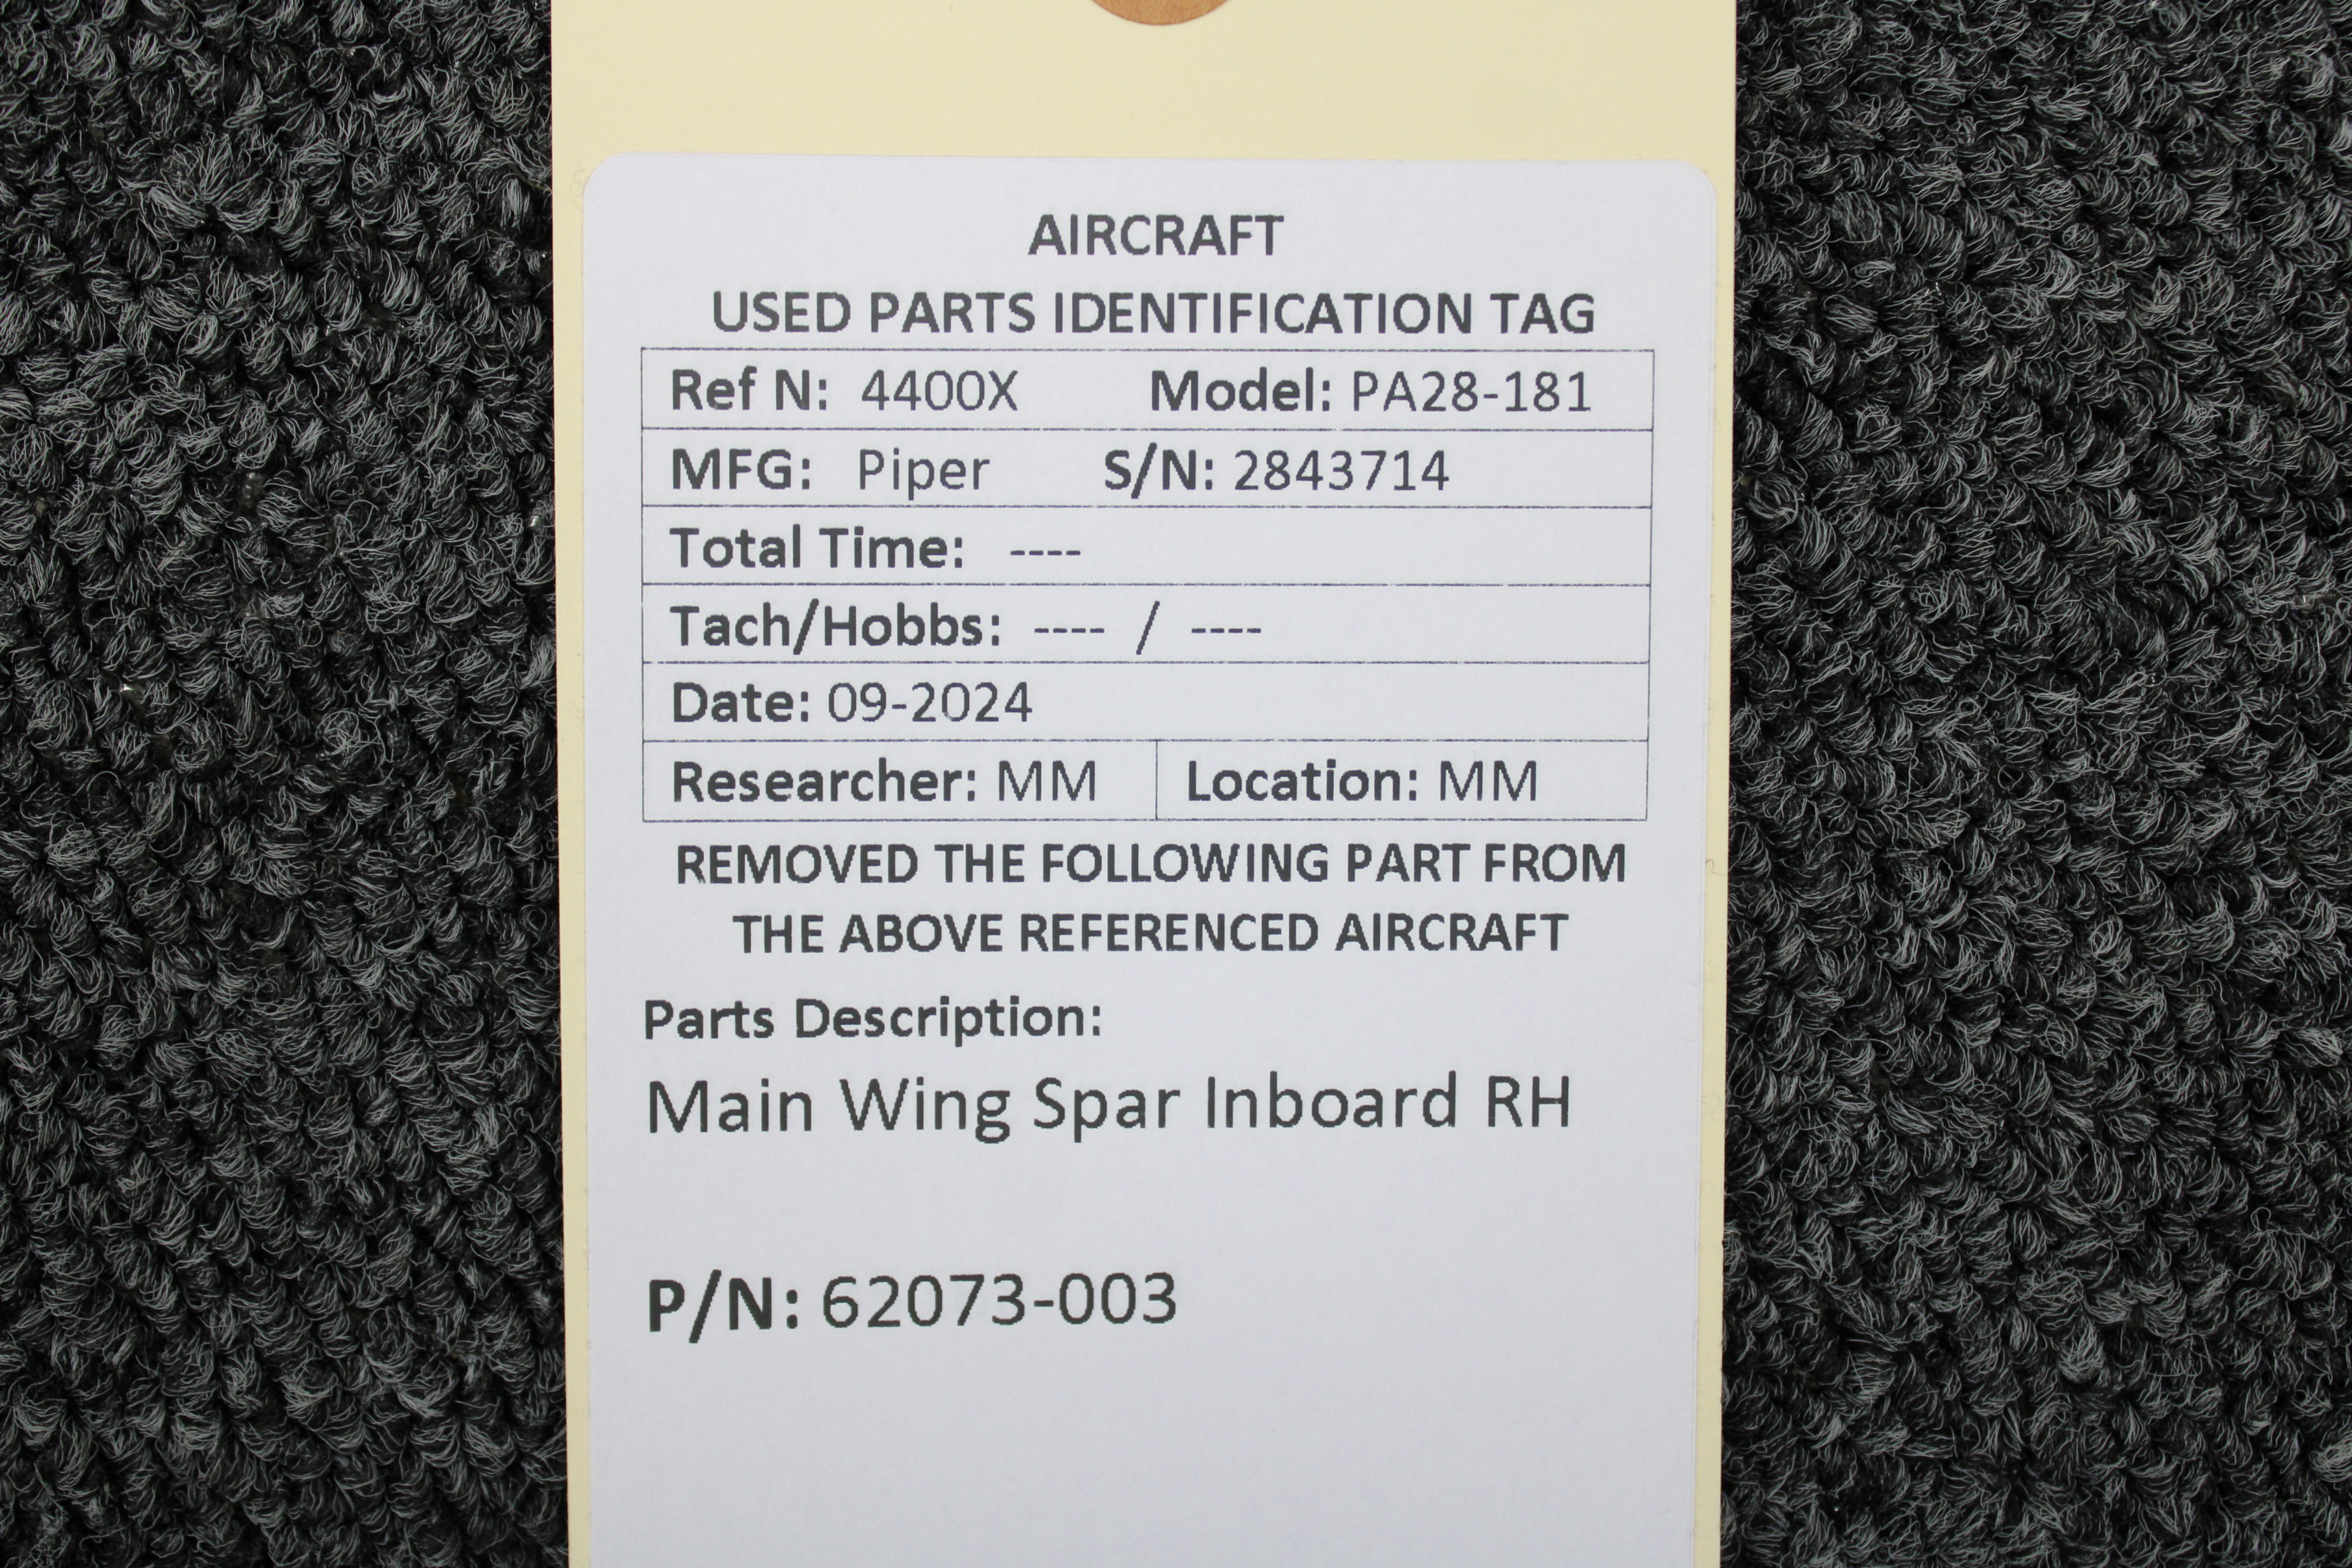 AIRCRAFT
USED PARTS IDENTIFICATION TAG
Ref N: 4400X Model: PA28-181
MFG: Piper S/N: 2843714
Total Time: ----
Tach/Hobbs: ---- / ----
Date: 09-2024
Researcher: MM Location: MM
REMOVED THE FOLLOWING PART FROM
THE ABOVE REFERENCED AIRCRAFT
Parts Description:
Main Wing Spar Inboard RH
P/N: 62073-003